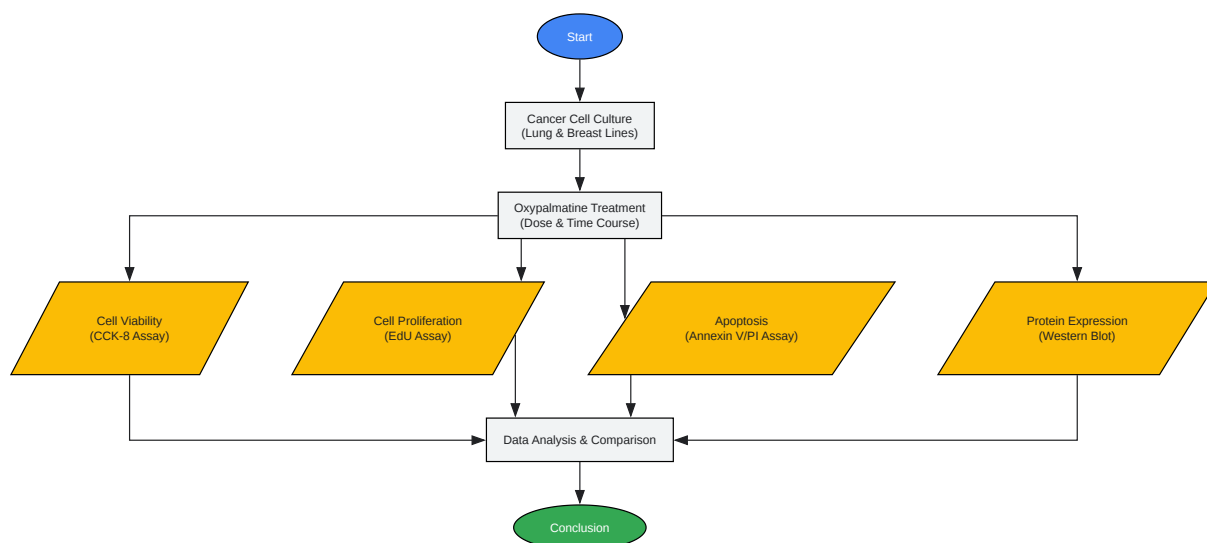 Start
Cancer Cell Culture
(Lung & Breast Lines)
Oxypalmatine Treatment
(Dose & Time Course)
Cell Viability
(CCK-8 Assay)
Cell Proliferation
(EdU Assay)
Apoptosis
(Annexin V/PI Assay)
Protein Expression
(Western Blot)
Data Analysis & Comparison
Conclusion